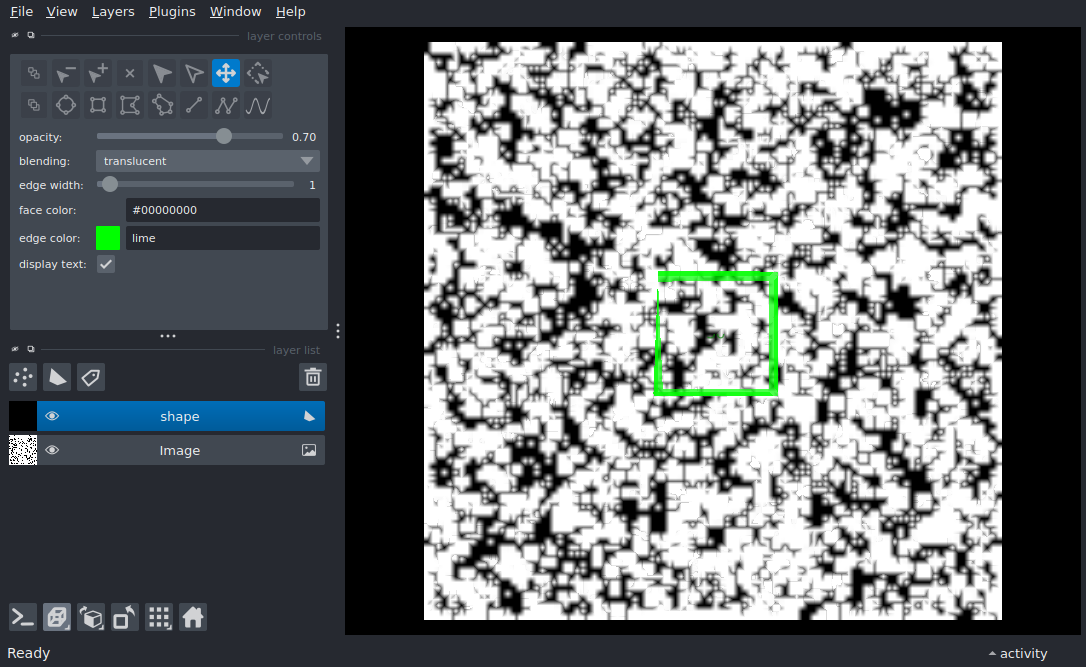 File View Layers Plugins Window Help
layer controls
opacity: 0.70
blending: translucent
edge width: 1
face color: #00000000
edge color: lime
display text:
layer list
shape
Image
Ready activity